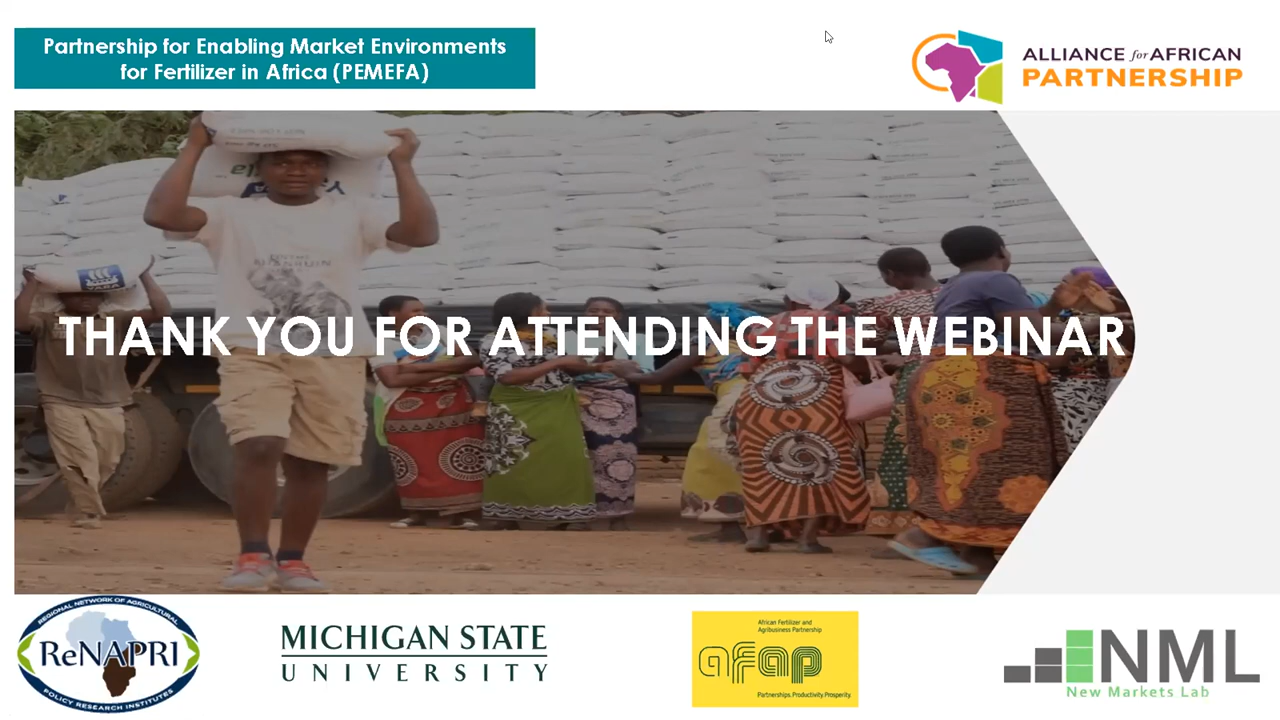 Partnership for Enabling Market Environments
for Fertilizer in Africa (PEMEFA)
ALLIANCE for AFRICAN
PARTNERSHIP
YARA
THANK YOU FOR ATTENDING THE WEBINAR
REGIONAL NETWORK OF AGRICULTURAL
ReNAPRI
POLICY RESEARCH INSTITUTES
MICHIGAN STATE
UNIVERSITY
African Fertilizer and
Agribusiness Partnership
afap
Partnerships.Productivity.Prosperity.
NML
New Markets Lab